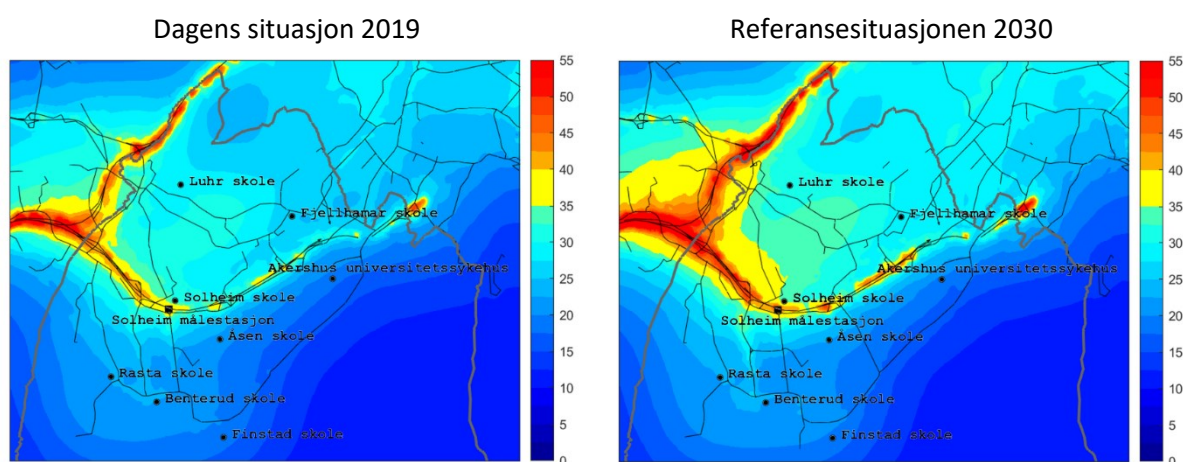 Dagens situasjon 2019
Referansesituasjonen 2030
Luhr skole
Fjellhamar skole
Akershus universitetssykehus
Solheim skole
Solheim målestasjon
Åsen skole
Rasta skole
Benterud skole
Finstad skole
55
50
45
40
35
30
25
20
15
10
5
0
Luhr skole
Fjellhamar skole
Akershus universitetssykehus
Solheim skole
Solheim målestasjon
Åsen skole
Rasta skole
Benterud skole
Finstad skole
55
50
45
40
35
30
25
20
15
10
5
0